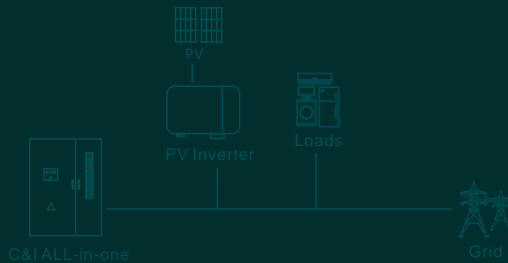 PV
PV Inverter
Loads
C&I ALL-in-one
Grid